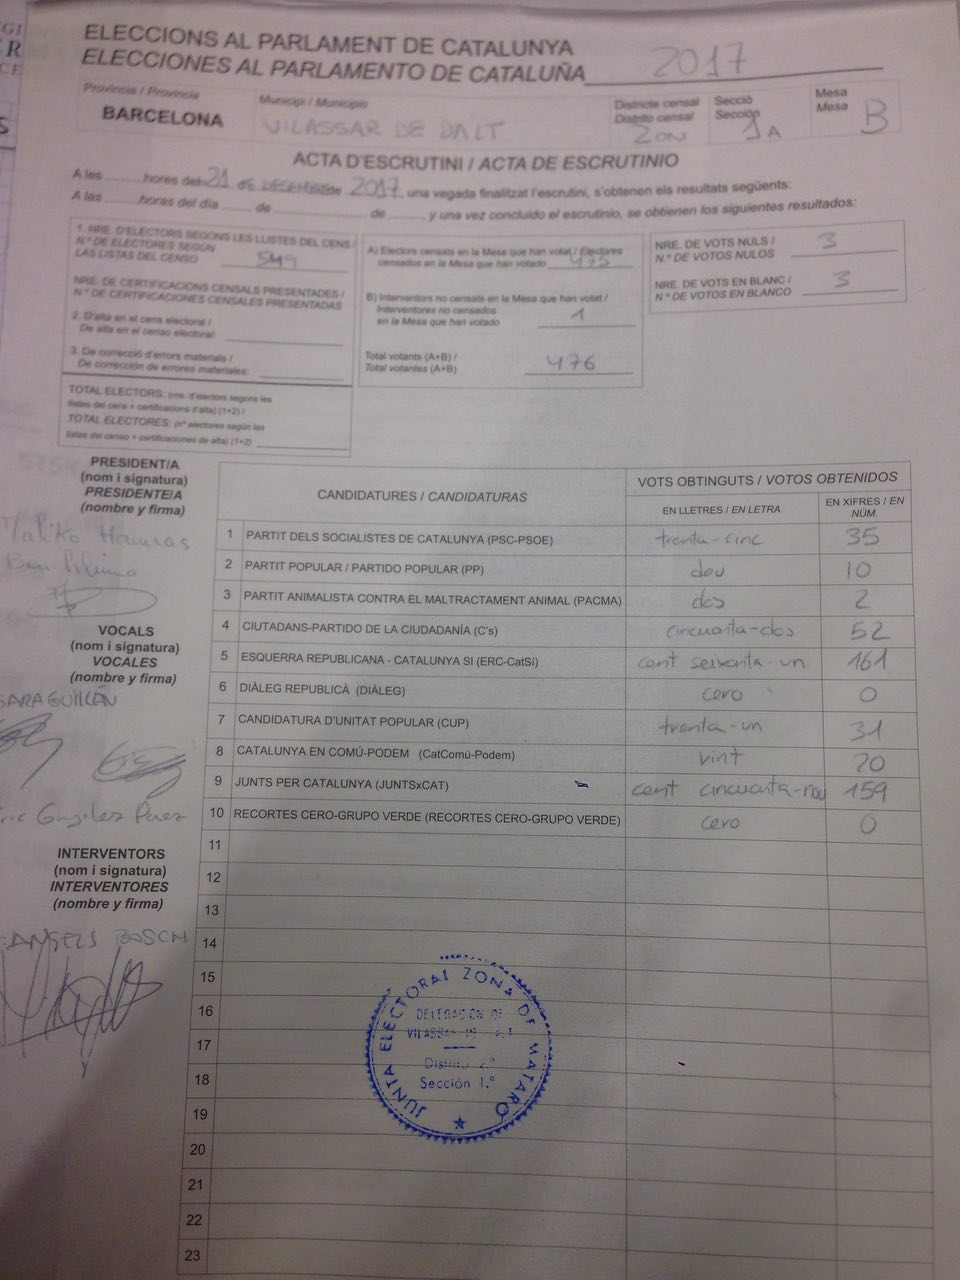 ELECCIONS AL PARLAMENT DE CATALUNYA
ELECCIONES AL PARLAMENTO DE CATALUÑA 2017
Província / Provincia
BARCELONA
Municipi / Municipio
VILASSAR DE DALT
Districte censal
Distrito censal
2on
Secció
Sección
1A
Mesa
Mesa
B
ACTA D'ESCRUTINI / ACTA DE ESCRUTINIO
A les ........ hores del 21 de DESEMBRE de 2017, una vegada finalitzat l'escrutini, s'obtenen els resultats següents:
A las ........ horas del día ...... de .................... de ......, y una vez concluido el escrutinio, se obtienen los siguientes resultados:
1. NRE. D'ELECTORS SEGONS LES LLISTES DEL CENS /
N.º DE ELECTORES SEGÚN
LAS LISTAS DEL CENSO 549
NRE. DE CERTIFICACIONS CENSALS PRESENTADES /
N.º DE CERTIFICACIONES CENSALES PRESENTADAS
2. D'alta en el cens electoral /
De alta en el censo electoral:
3. De correcció d'errors materials /
De corrección de errores materiales:
TOTAL ELECTORS: (nre. d'electors segons les
llistes del cens + certificacions d'alta) (1+2) /
TOTAL ELECTORES: (nº electores según las
listas del censo + certificaciones de alta) (1+2)
A) Electors censats en la Mesa que han votat / Electores
censados en la Mesa que han votado 475
B) Interventors no censats en la Mesa que han votat /
Interventores no censados
en la Mesa que han votado 1
Total votants (A+B) /
Total votantes (A+B) 476
NRE. DE VOTS NULS /
N.º DE VOTOS NULOS 3
NRE. DE VOTS EN BLANC /
N.º DE VOTOS EN BLANCO 3
PRESIDENT/A
(nom i signatura)
PRESIDENTE/A
(nombre y firma)
VOCALS
(nom i signatura)
VOCALES
(nombre y firma)
SARA GUILLÉN
INTERVENTORS
(nom i signatura)
INTERVENTORES
(nombre y firma)
ANGELS BOSCH
CANDIDATURES / CANDIDATURAS
VOTS OBTINGUTS / VOTOS OBTENIDOS
EN LLETRES / EN LETRA
EN XIFRES / EN
NÚM.
1 PARTIT DELS SOCIALISTES DE CATALUNYA (PSC-PSOE) trenta-cinc 35
2 PARTIT POPULAR / PARTIDO POPULAR (PP) deu 10
3 PARTIT ANIMALISTA CONTRA EL MALTRACTAMENT ANIMAL (PACMA) dos 2
4 CIUTADANS-PARTIDO DE LA CIUDADANÍA (C's) cincuanta-dos 52
5 ESQUERRA REPUBLICANA - CATALUNYA SI (ERC-CatSí) cent seixanta-un 161
6 DIÀLEG REPUBLICÀ (DIÀLEG) cero 0
7 CANDIDATURA D'UNITAT POPULAR (CUP) trenta-un 31
8 CATALUNYA EN COMÚ-PODEM (CatComú-Podem) vint 20
9 JUNTS PER CATALUNYA (JUNTSxCAT) cent cincuanta-nou 159
10 RECORTES CERO-GRUPO VERDE (RECORTES CERO-GRUPO VERDE) cero 0
11
12
13
14
15
16
17
18
19
20
21
22
23
JUNTA ELECTORAL ZONA DE MATARÓ
DELEGACIÓN DE
Distrito 2.º
Sección 1.º